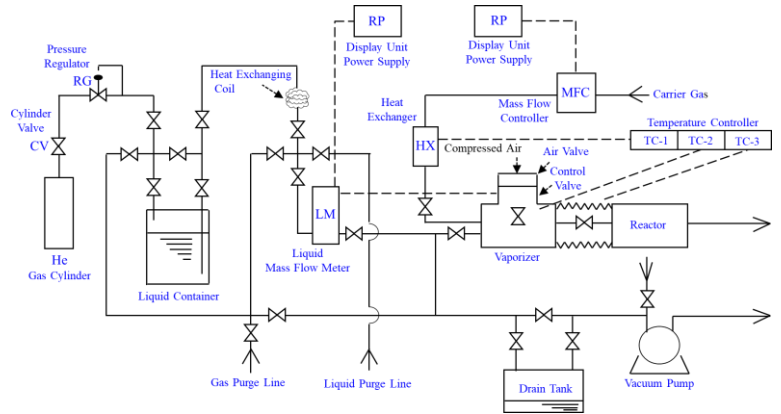 RP
Display Unit
Power Supply
RP
Display Unit
Power Supply
Pressure
Regulator
RG
Heat Exchanging
Coil
Cylinder
Valve
CV
MFC
Mass Flow
Controller
Carrier Gas
Heat
Exchanger
HX
Temperature Controller
TC-1
TC-2
TC-3
Compressed Air
Air Valve
Control
Valve
LM
Liquid
Mass Flow Meter
Vaporizer
Reactor
He
Gas Cylinder
Liquid Container
Gas Purge Line
Liquid Purge Line
Drain Tank
Vacuum Pump